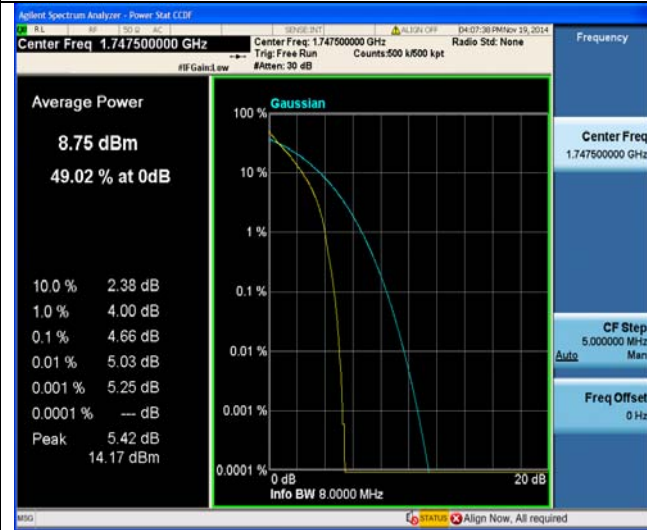 Agilent Spectrum Analyzer - Power Stat CCDF
RL RF 50 Ω AC SENSE:INT ALIGN OFF 04:07:38 PM Nov 19, 2014
Center Freq 1.747500000 GHz
Center Freq: 1.747500000 GHz Radio Std: None
Trig: Free Run Counts:500 k/500 kpt
#IFGain:Low #Atten: 30 dB
Frequency
Average Power
8.75 dBm
49.02 % at 0dB
10.0 % 2.38 dB
1.0 % 4.00 dB
0.1 % 4.66 dB
0.01 % 5.03 dB
0.001 % 5.25 dB
0.0001 % --- dB
Peak 5.42 dB
14.17 dBm
100 %
Gaussian
10 %
1 %
0.1 %
0.01 %
0.001 %
0.0001 %
0 dB 20 dB
Info BW 8.0000 MHz
Center Freq
1.747500000 GHz
CF Step
5.000000 MHz
Auto Man
Freq Offset
0 Hz
MSG STATUS Align Now, All required